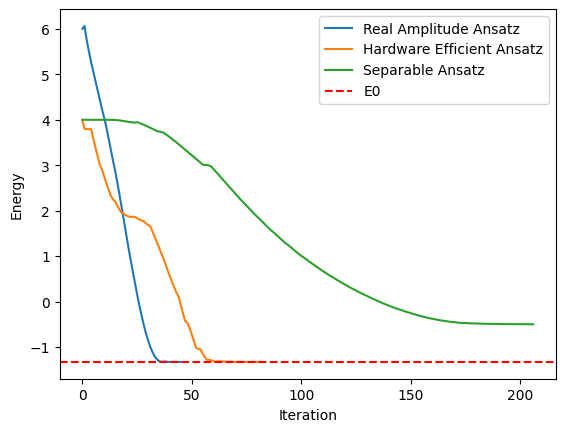 Real Amplitude Ansatz
Hardware Efficient Ansatz
Separable Ansatz
E0
6
5
4
3
2
1
0
−1
Energy
0
50
100
150
200
Iteration